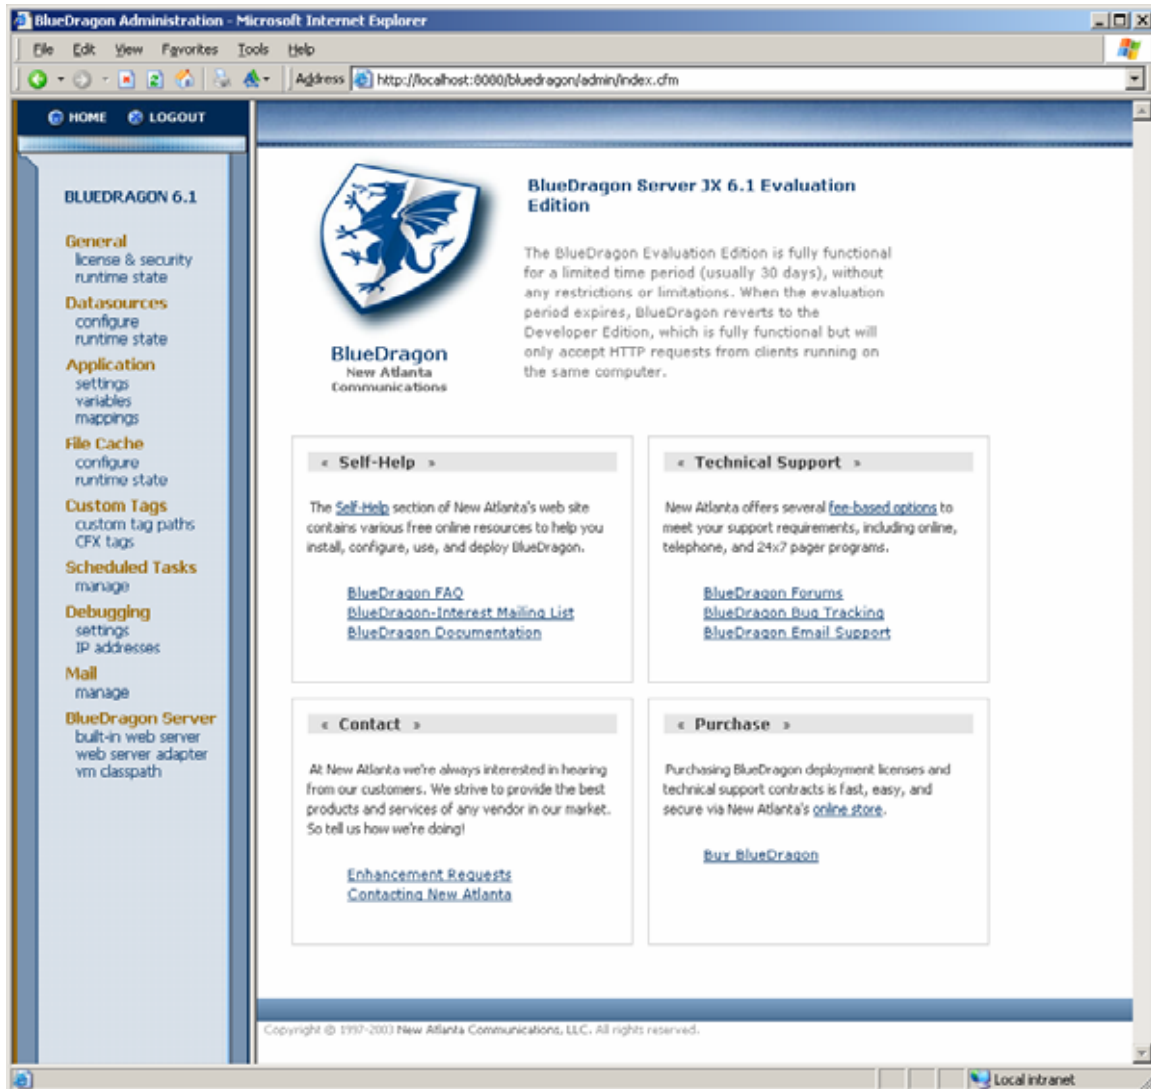 BlueDragon Administration - Microsoft Internet Explorer
File Edit View Favorites Tools Help
Address http://localhost:8080/bluedragon/admin/index.cfm
HOME LOGOUT
BLUEDRAGON 6.1
General
license & security
runtime state
Datasources
configure
runtime state
Application
settings
variables
mappings
File Cache
configure
runtime state
Custom Tags
custom tag paths
CFX tags
Scheduled Tasks
manage
Debugging
settings
IP addresses
Mail
manage
BlueDragon Server
built-in web server
web server adapter
vm classpath
BlueDragon
New Atlanta
Communications
BlueDragon Server JX 6.1 Evaluation
Edition
The BlueDragon Evaluation Edition is fully functional
for a limited time period (usually 30 days), without
any restrictions or limitations. When the evaluation
period expires, BlueDragon reverts to the
Developer Edition, which is fully functional but will
only accept HTTP requests from clients running on
the same computer.
« Self-Help »
The Self-Help section of New Atlanta's web site
contains various free online resources to help you
install, configure, use, and deploy BlueDragon.
BlueDragon FAQ
BlueDragon-Interest Mailing List
BlueDragon Documentation
« Technical Support »
New Atlanta offers several fee-based options to
meet your support requirements, including online,
telephone, and 24x7 pager programs.
BlueDragon Forums
BlueDragon Bug Tracking
BlueDragon Email Support
« Contact »
At New Atlanta we're always interested in hearing
from our customers. We strive to provide the best
products and services of any vendor in our market.
So tell us how we're doing!
Enhancement Requests
Contacting New Atlanta
« Purchase »
Purchasing BlueDragon deployment licenses and
technical support contracts is fast, easy, and
secure via New Atlanta's online store.
Buy BlueDragon
Copyright © 1997-2003 New Atlanta Communications, LLC. All rights reserved.
Local intranet